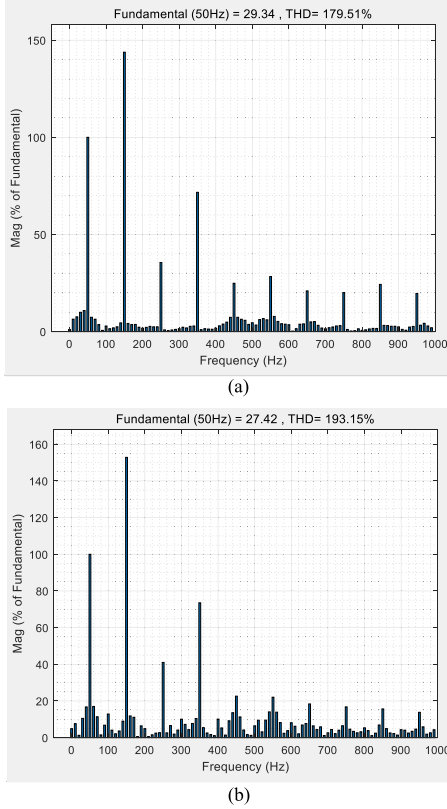 Fundamental (50Hz) = 29.34 , THD= 179.51%
150
100
50
0
Mag (% of Fundamental)
0 100 200 300 400 500 600 700 800 900 1000
Frequency (Hz)
(a)
Fundamental (50Hz) = 27.42 , THD= 193.15%
160
140
120
100
80
60
40
20
0
Mag (% of Fundamental)
0 100 200 300 400 500 600 700 800 900 1000
Frequency (Hz)
(b)